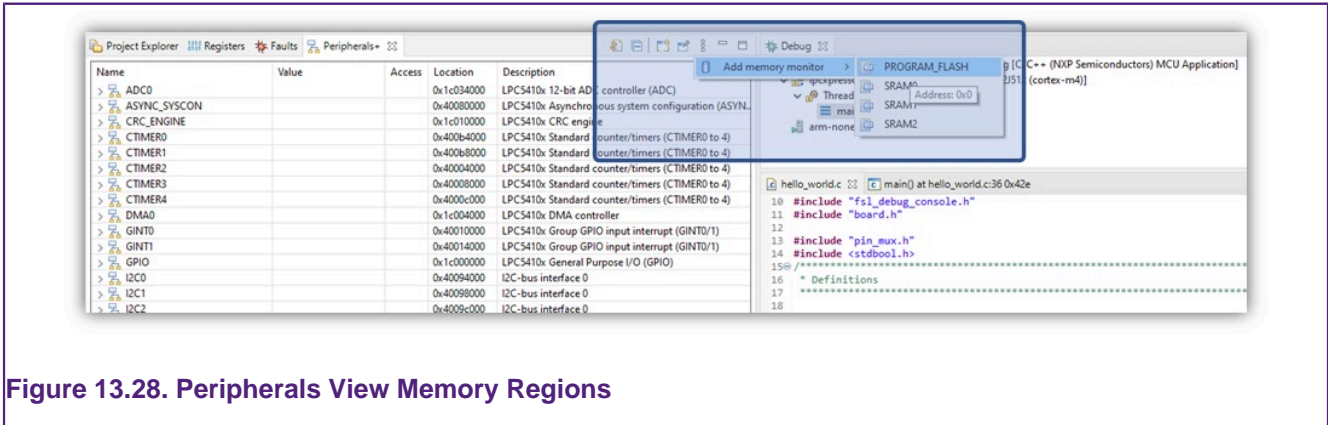 Project Explorer Registers Faults Peripherals+
Name Value Access Location Description
ADC0 0x1c034000 LPC5410x 12-bit ADC controller (ADC)
ASYNC_SYSCON 0x40080000 LPC5410x Asynchronous system configuration (ASYN...
CRC_ENGINE 0x1c010000 LPC5410x CRC engine
CTIMER0 0x400b4000 LPC5410x Standard counter/timers (CTIMER0 to 4)
CTIMER1 0x400b8000 LPC5410x Standard counter/timers (CTIMER0 to 4)
CTIMER2 0x40004000 LPC5410x Standard counter/timers (CTIMER0 to 4)
CTIMER3 0x40008000 LPC5410x Standard counter/timers (CTIMER0 to 4)
CTIMER4 0x4000c000 LPC5410x Standard counter/timers (CTIMER0 to 4)
DMA0 0x1c004000 LPC5410x DMA controller
GINT0 0x40010000 LPC5410x Group GPIO input interrupt (GINT0/1)
GINT1 0x40014000 LPC5410x Group GPIO input interrupt (GINT0/1)
GPIO 0x1c000000 LPC5410x General Purpose I/O (GPIO)
I2C0 0x40094000 I2C-bus interface 0
I2C1 0x40098000 I2C-bus interface 0
I2C2 0x4009c000 I2C-bus interface 0
Debug
Add memory monitor > PROGRAM_FLASH
SRAM0
Address: 0x0
SRAM1
SRAM2
C++ (NXP Semiconductors) MCU Application]
(cortex-m4)]
Thread
mai
arm-none
hello_world.c main() at hello_world.c:36 0x42e
10 #include "fsl_debug_console.h"
11 #include "board.h"
12
13 #include "pin_mux.h"
14 #include <stdbool.h>
15 /*******************************************************************************
16 * Definitions
17 ******************************************************************************
18
Figure 13.28. Peripherals View Memory Regions